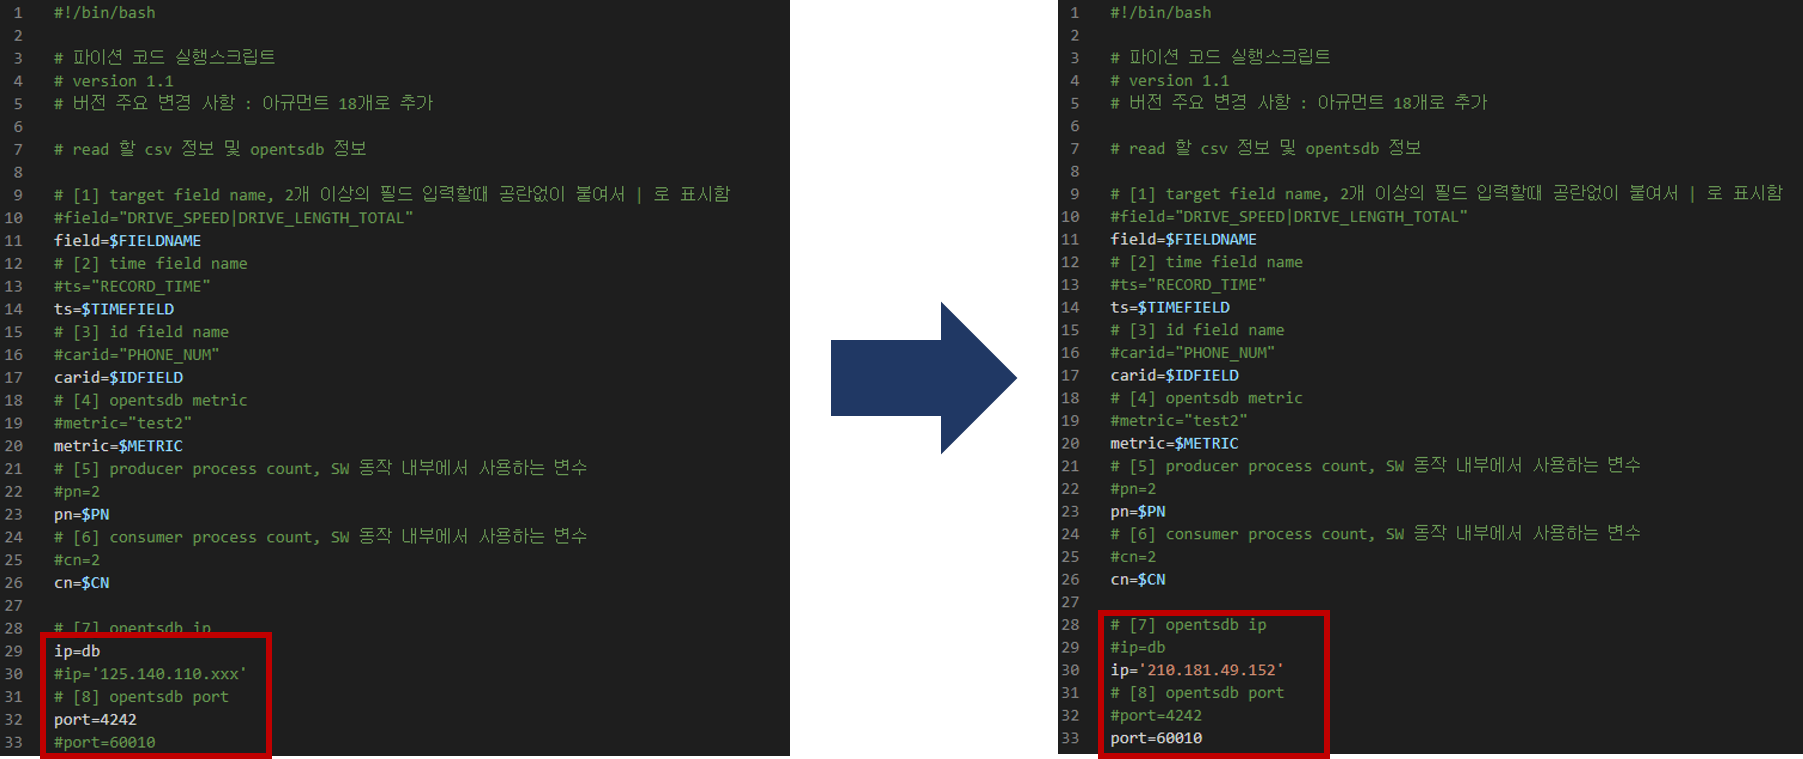 1 #!/bin/bash
2
3 # 파이션 코드 실행스크립트
4 # version 1.1
5 # 버전 주요 변경 사항 : 아규먼트 18개로 추가
6
7 # read 할 csv 정보 및 opentsdb 정보
8
9 # [1] target field name, 2개 이상의 필드 입력할때 공란없이 붙여서 | 로 표시함
10 #field="DRIVE_SPEED|DRIVE_LENGTH_TOTAL"
11 field=$FIELDNAME
12 # [2] time field name
13 #ts="RECORD_TIME"
14 ts=$TIMEFIELD
15 # [3] id field name
16 #carid="PHONE_NUM"
17 carid=$IDFIELD
18 # [4] opentsdb metric
19 #metric="test2"
20 metric=$METRIC
21 # [5] producer process count, SW 동작 내부에서 사용하는 변수
22 #pn=2
23 pn=$PN
24 # [6] consumer process count, SW 동작 내부에서 사용하는 변수
25 #cn=2
26 cn=$CN
27
28 # [7] opentsdb ip
29 ip=db
30 #ip='125.140.110.xxx'
31 # [8] opentsdb port
32 port=4242
33 #port=60010
1 #!/bin/bash
2
3 # 파이션 코드 실행스크립트
4 # version 1.1
5 # 버전 주요 변경 사항 : 아규먼트 18개로 추가
6
7 # read 할 csv 정보 및 opentsdb 정보
8
9 # [1] target field name, 2개 이상의 필드 입력할때 공란없이 붙여서 | 로 표시함
10 #field="DRIVE_SPEED|DRIVE_LENGTH_TOTAL"
11 field=$FIELDNAME
12 # [2] time field name
13 #ts="RECORD_TIME"
14 ts=$TIMEFIELD
15 # [3] id field name
16 #carid="PHONE_NUM"
17 carid=$IDFIELD
18 # [4] opentsdb metric
19 #metric="test2"
20 metric=$METRIC
21 # [5] producer process count, SW 동작 내부에서 사용하는 변수
22 #pn=2
23 pn=$PN
24 # [6] consumer process count, SW 동작 내부에서 사용하는 변수
25 #cn=2
26 cn=$CN
27
28 # [7] opentsdb ip
29 #ip=db
30 ip='210.181.49.152'
31 # [8] opentsdb port
32 #port=4242
33 port=60010